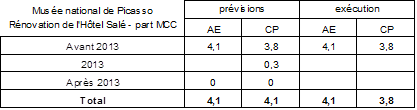 Musée national de Picasso
Rénovation de l'Hôtel Salé - part MCC
prévisions exécution
AE CP AE CP
Avant 2013 4,1 3,8 4,1 3,8
2013 0,3
Après 2013 0 0
Total 4,1 4,1 4,1 3,8